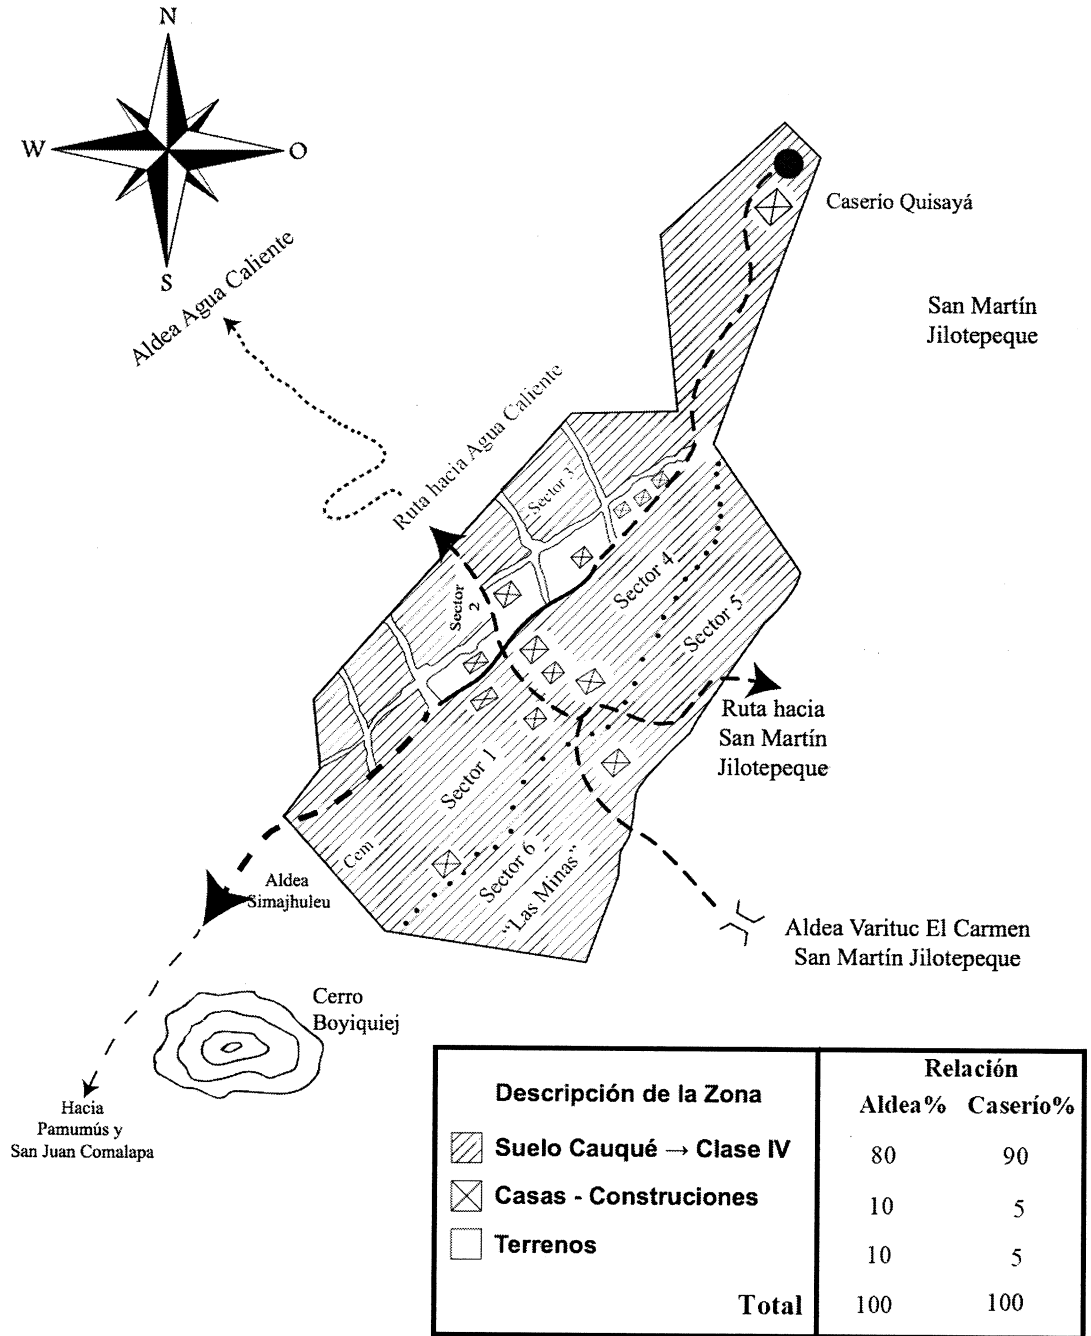 N
W
O
S
Aldea Agua Caliente
Caserío Quisayá
San Martín
Jilotepeque
Ruta hacia Agua Caliente
Sector 3
Sector
2
Sector 4
Sector 5
Ruta hacia
San Martín
Jilotepeque
Sector 1
Cem
Sector 6
"Las Minas"
Aldea
Simajhuleu
Aldea Varituc El Carmen
San Martín Jilotepeque
Cerro
Boyiquiej
Hacia
Pamumús y
San Juan Comalapa
Descripción de la Zona
Relación
Aldea% Caserío%
Suelo Cauqué → Clase IV 80 90
Casas - Construciones 10 5
Terrenos 10 5
Total 100 100